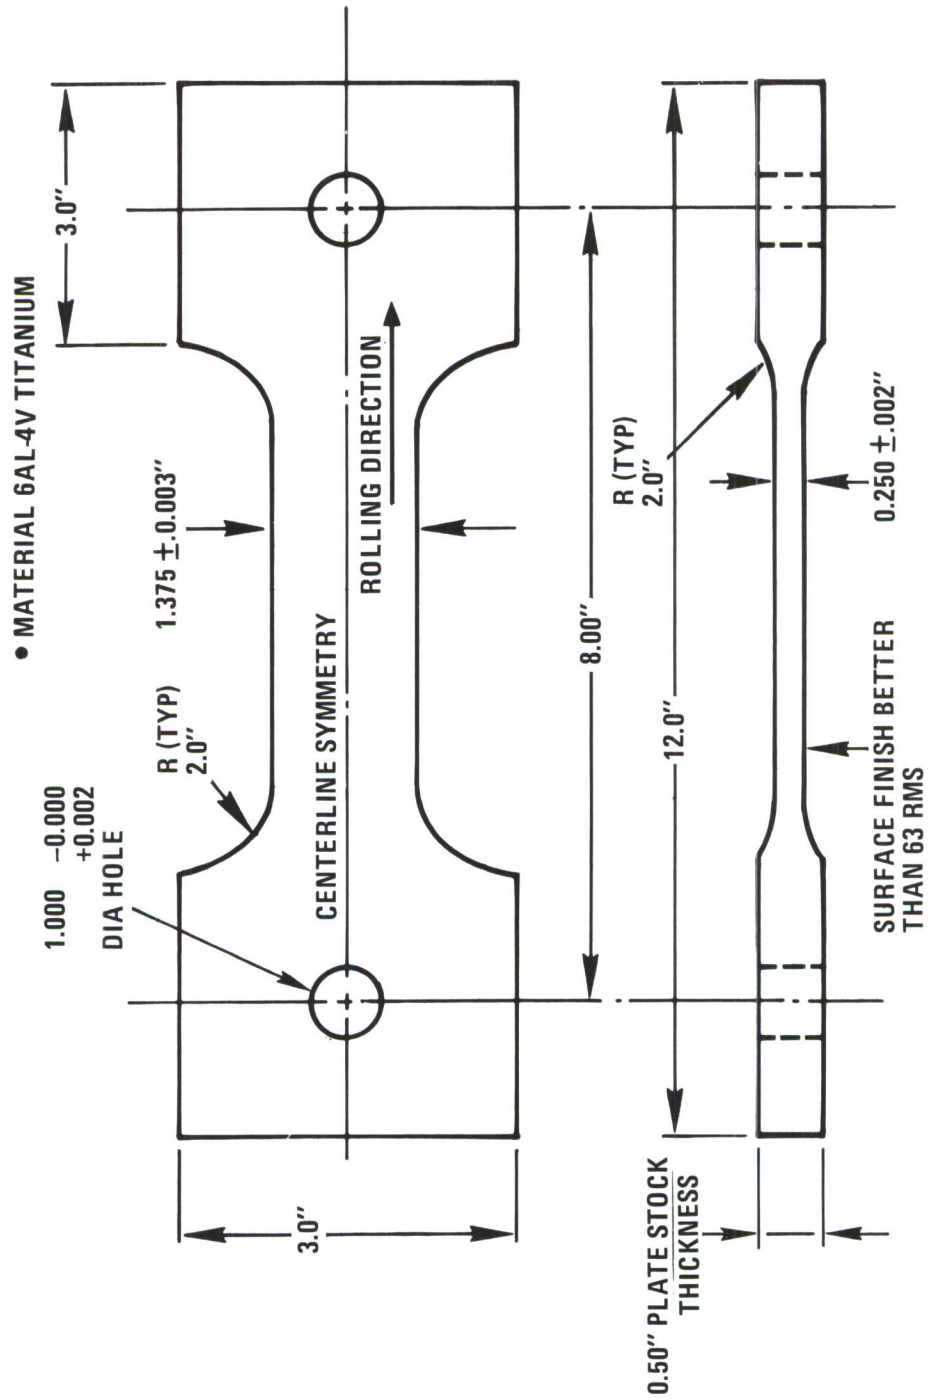 • MATERIAL 6AL-4V TITANIUM
1.000 -0.000
+0.002
DIA HOLE
R (TYP)
2.0"
1.375 ±.003"
3.0"
CENTERLINE SYMMETRY
ROLLING DIRECTION
3.0"
8.00"
12.0"
R (TYP)
2.0"
0.50" PLATE STOCK
THICKNESS
SURFACE FINISH BETTER
THAN 63 RMS
0.250 ±.002"